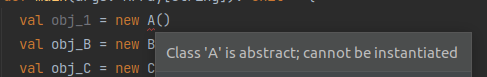 def main(args: Array[String]): Unit = {
val obj_1 = new A()
val obj_B = new B
val obj_C = new C
Class 'A' is abstract; cannot be instantiated